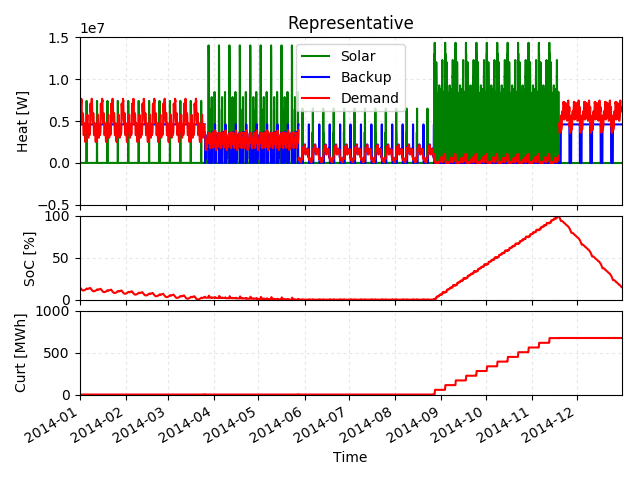 Representative
1e7
1.5
1.0
0.5
0.0
−0.5
Heat [W]
Solar
Backup
Demand
100
50
0
SoC [%]
1000
500
0
Curt [MWh]
2014-01
2014-02
2014-03
2014-04
2014-05
2014-06
2014-07
2014-08
2014-09
2014-10
2014-11
2014-12
Time